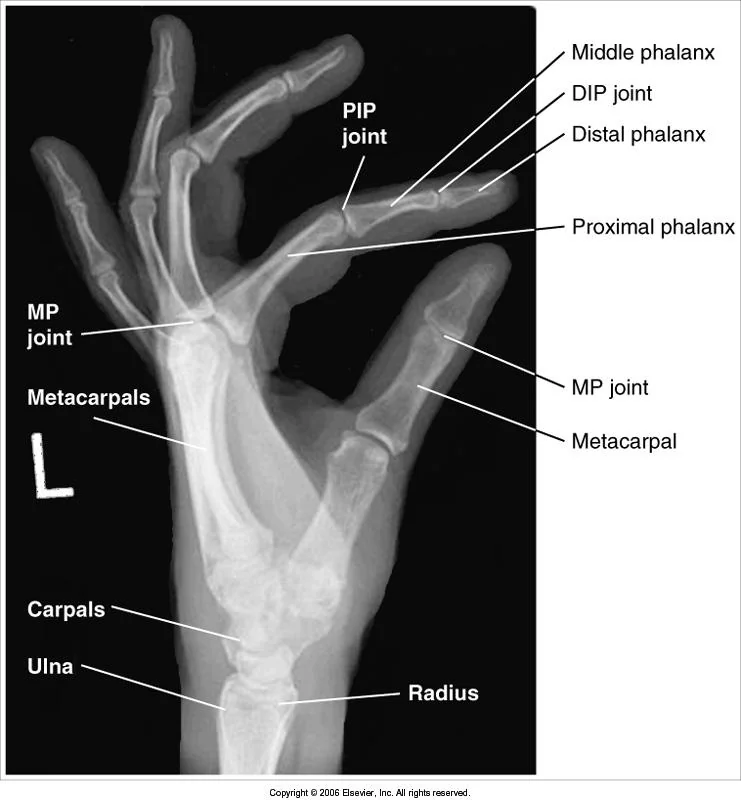 Middle phalanx
DIP joint
Distal phalanx
PIP
joint
Proximal phalanx
MP
joint
Metacarpals
MP joint
Metacarpal
L
Carpals
Ulna
Radius
Copyright © 2006 Elsevier, Inc. All rights reserved.